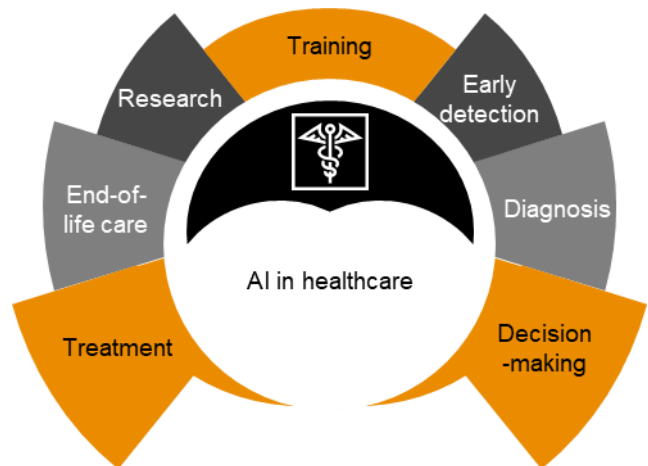 Training
Research
Early
detection
End-of-
life care
Diagnosis
AI in healthcare
Treatment
Decision
-making